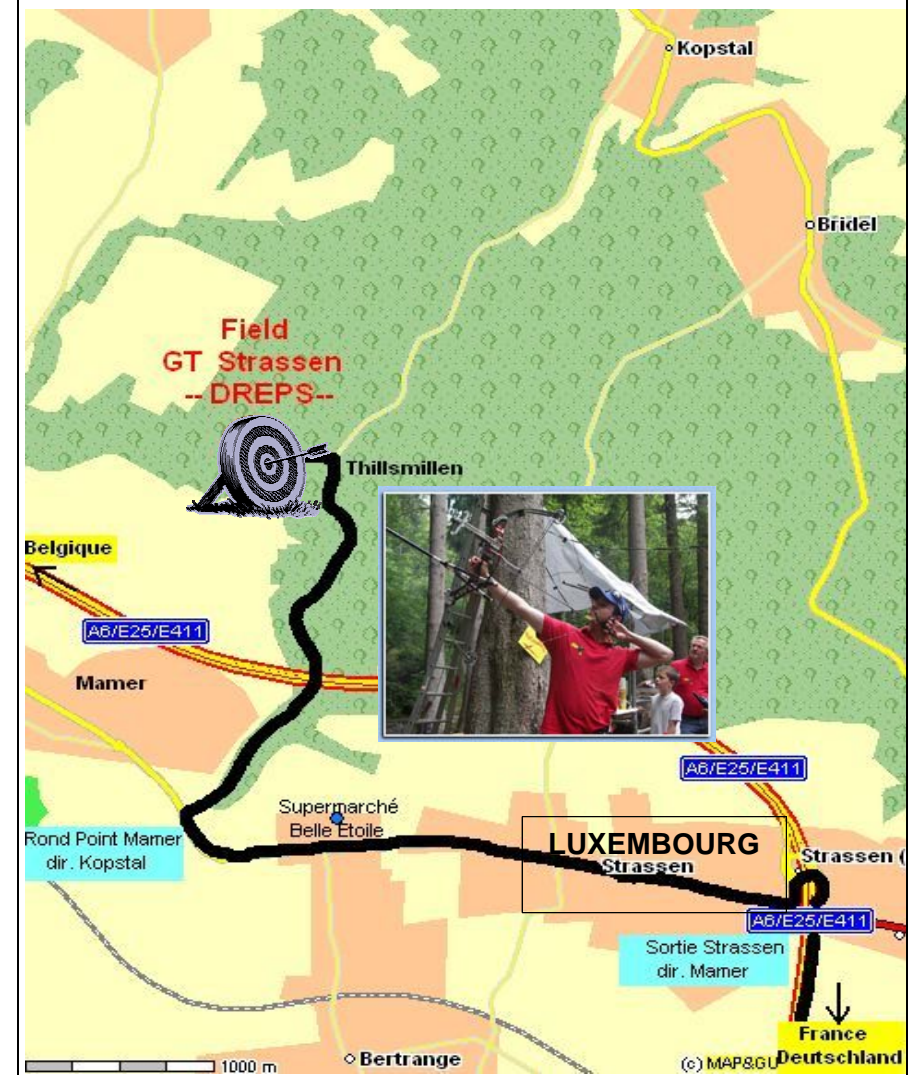 Kopstal
Bridel
Field
GT Strassen
-- DREPS--
Thillsmillen
Belgique
A6/E25/E411
Mamer
A6/E25/E411
Supermarché
Belle Etoile
Rond Point Mamer
dir. Kopstal
LUXEMBOURG
Strassen
Strassen (
A6/E25/E411
Sortie Strassen
dir. Mamer
France
Deutschland
1000 m
Bertrange
(c) MAP&GU